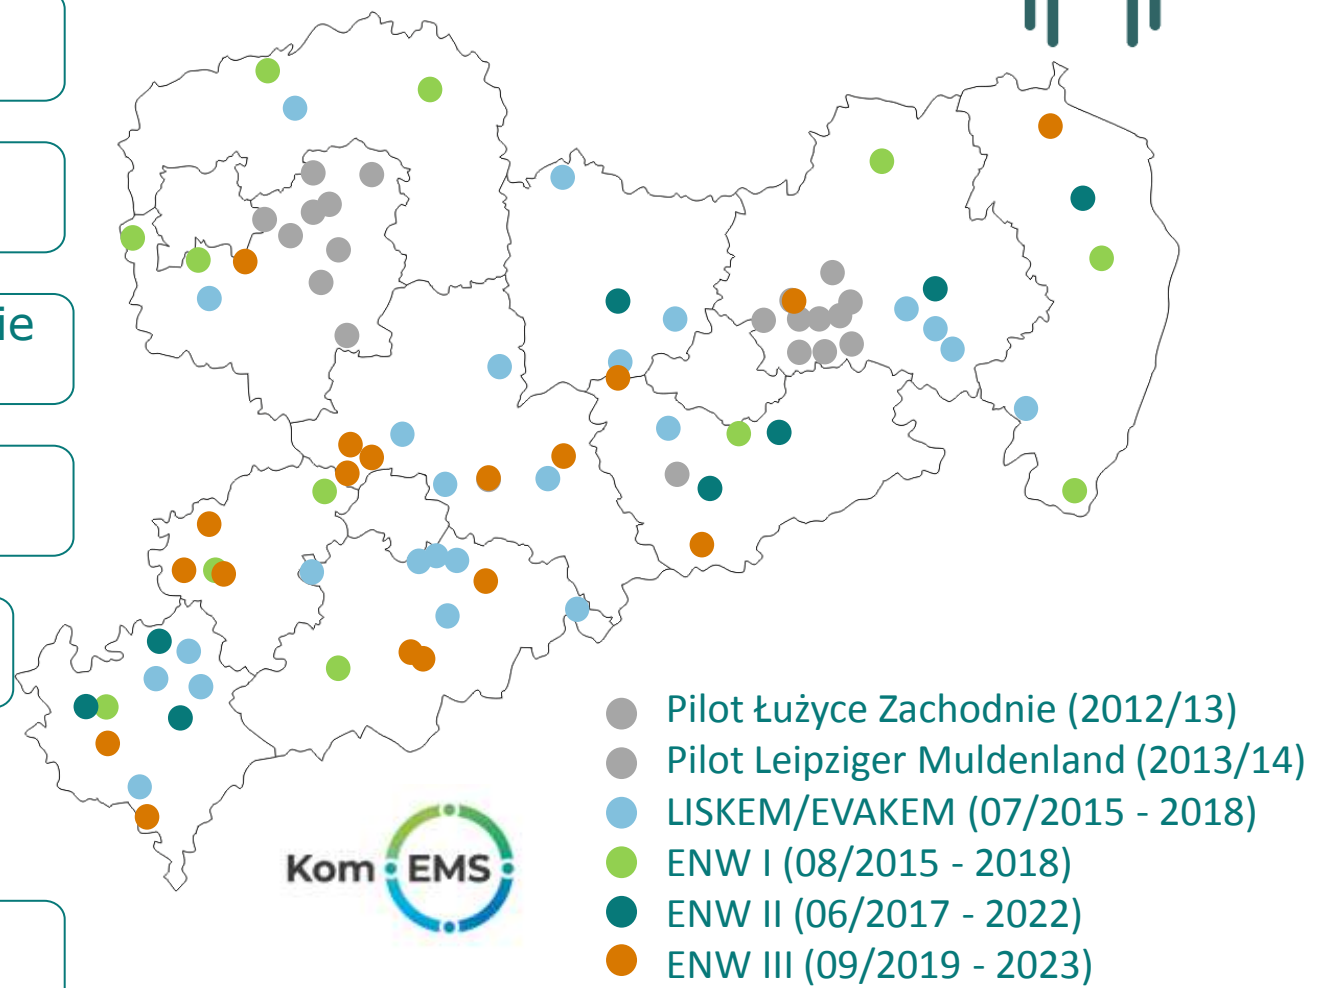 ie
Kom EMS
Pilot Łużyce Zachodnie (2012/13)
Pilot Leipziger Muldenland (2013/14)
LISKEM/EVAKEM (07/2015 - 2018)
ENW I (08/2015 - 2018)
ENW II (06/2017 - 2022)
ENW III (09/2019 - 2023)